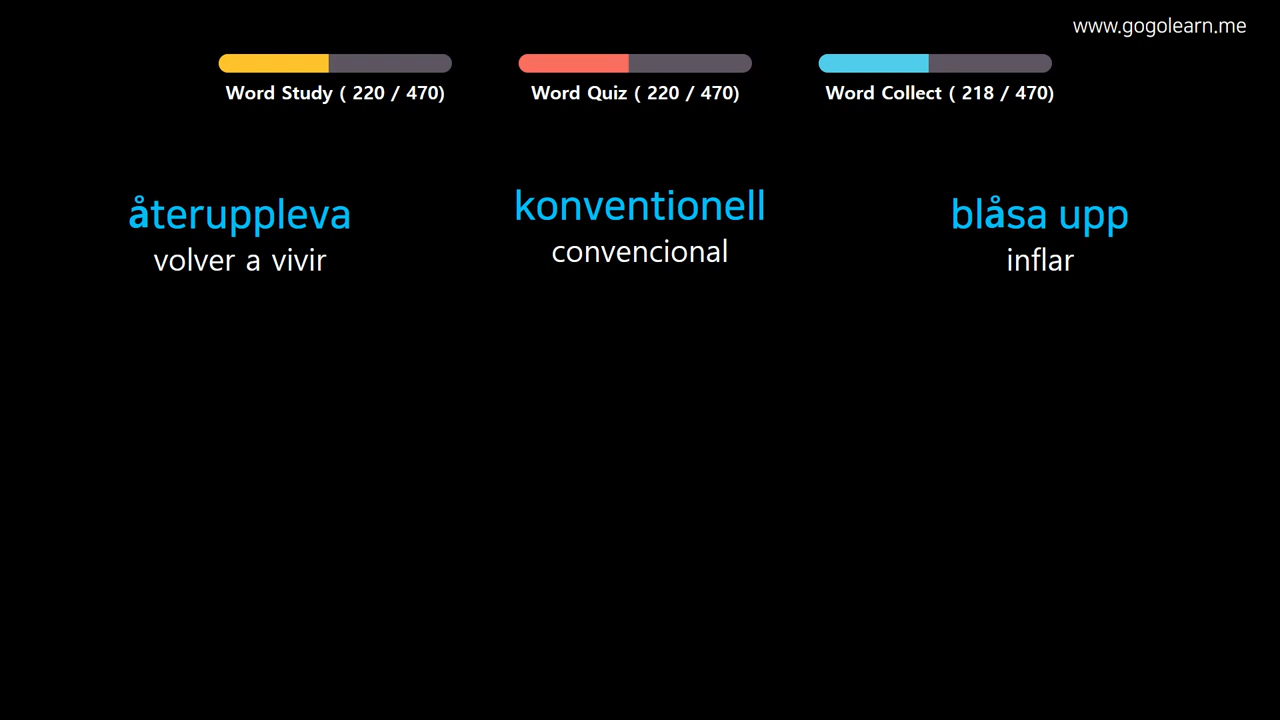 www.gogolearn.me
Word Study ( 220 / 470)
Word Quiz ( 220 / 470)
Word Collect ( 218 / 470)
återuppleva
volver a vivir
konventionell
convencional
blåsa upp
inflar